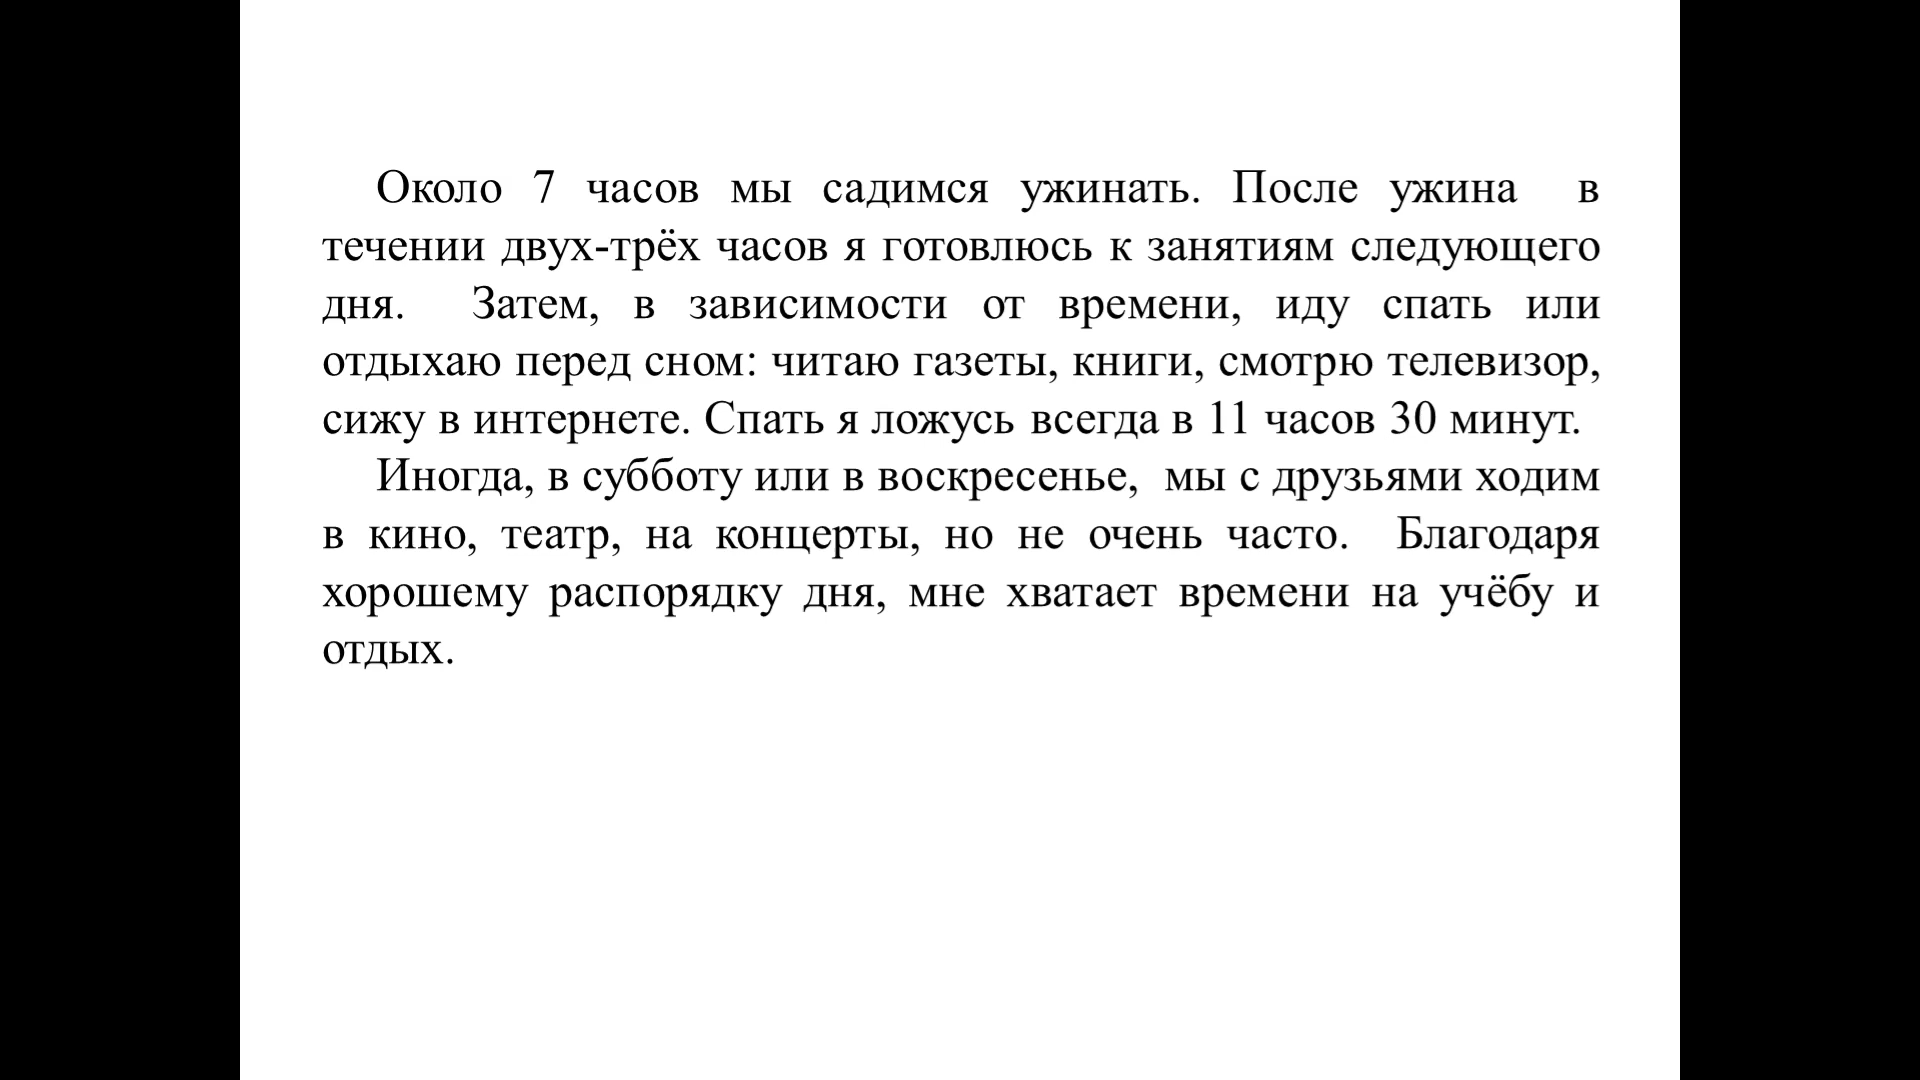 Около 7 часов мы садимся ужинать. После ужина в
течении двух-трёх часов я готовлюсь к занятиям следующего
дня. Затем, в зависимости от времени, иду спать или
отдыхаю перед сном: читаю газеты, книги, смотрю телевизор,
сижу в интернете. Спать я ложусь всегда в 11 часов 30 минут.
Иногда, в субботу или в воскресенье, мы с друзьями ходим
в кино, театр, на концерты, но не очень часто. Благодаря
хорошему распорядку дня, мне хватает времени на учёбу и
отдых.